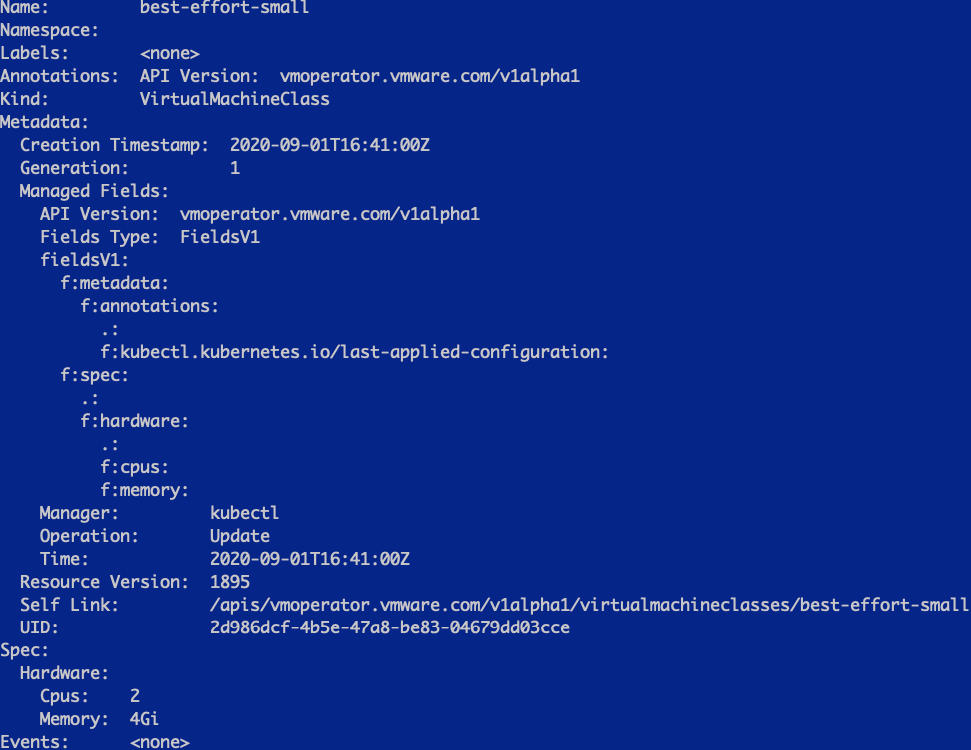 Name:         best-effort-small
Namespace:
Labels:       <none>
Annotations:  API Version:  vmoperator.vmware.com/v1alpha1
Kind:         VirtualMachineClass
Metadata:
  Creation Timestamp:  2020-09-01T16:41:00Z
  Generation:          1
  Managed Fields:
    API Version:  vmoperator.vmware.com/v1alpha1
    Fields Type:  FieldsV1
    fieldsV1:
      f:metadata:
        f:annotations:
          .:
          f:kubectl.kubernetes.io/last-applied-configuration:
      f:spec:
        .:
        f:hardware:
          .:
          f:cpus:
          f:memory:
    Manager:         kubectl
    Operation:       Update
    Time:            2020-09-01T16:41:00Z
  Resource Version:  1895
  Self Link:         /apis/vmoperator.vmware.com/v1alpha1/virtualmachineclasses/best-effort-small
  UID:               2d986dcf-4b5e-47a8-be83-04679dd03cce
Spec:
  Hardware:
    Cpus:    2
    Memory:  4Gi
Events:      <none>